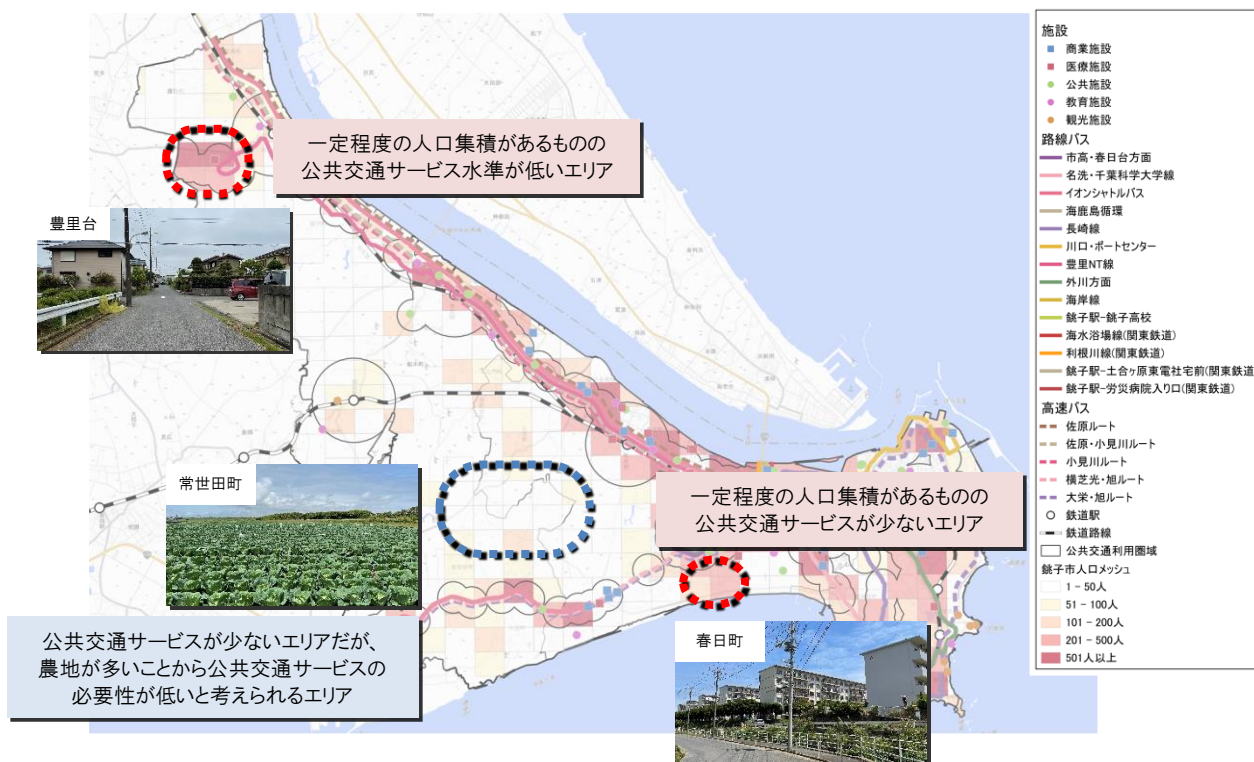 一定程度の人口集積があるものの
公共交通サービス水準が低いエリア
豊里台
常世田町
一定程度の人口集積があるものの
公共交通サービスが少ないエリア
公共交通サービスが少ないエリアだが、
農地が多いことから公共交通サービスの
必要性が低いと考えられるエリア
春日町
施設
商業施設
医療施設
公共施設
教育施設
観光施設
路線バス
市高・春日台方面
名洗・千葉科学大学線
イオンシャトルバス
海鹿島循環
長崎線
川口・ポートセンター
豊里NT線
外川方面
海岸線
銚子駅-銚子高校
海水浴場線(関東鉄道)
利根川線(関東鉄道)
銚子駅-土合ヶ原東電社宅前(関東鉄道
銚子駅-労災病院入り口(関東鉄道)
高速バス
佐原ルート
佐原・小見川ルート
小見川ルート
横芝光・旭ルート
大栄・旭ルート
鉄道駅
鉄道路線
公共交通利用圏域
銚子市人口メッシュ
1 - 50人
51 - 100人
101 - 200人
201 - 500人
501人以上